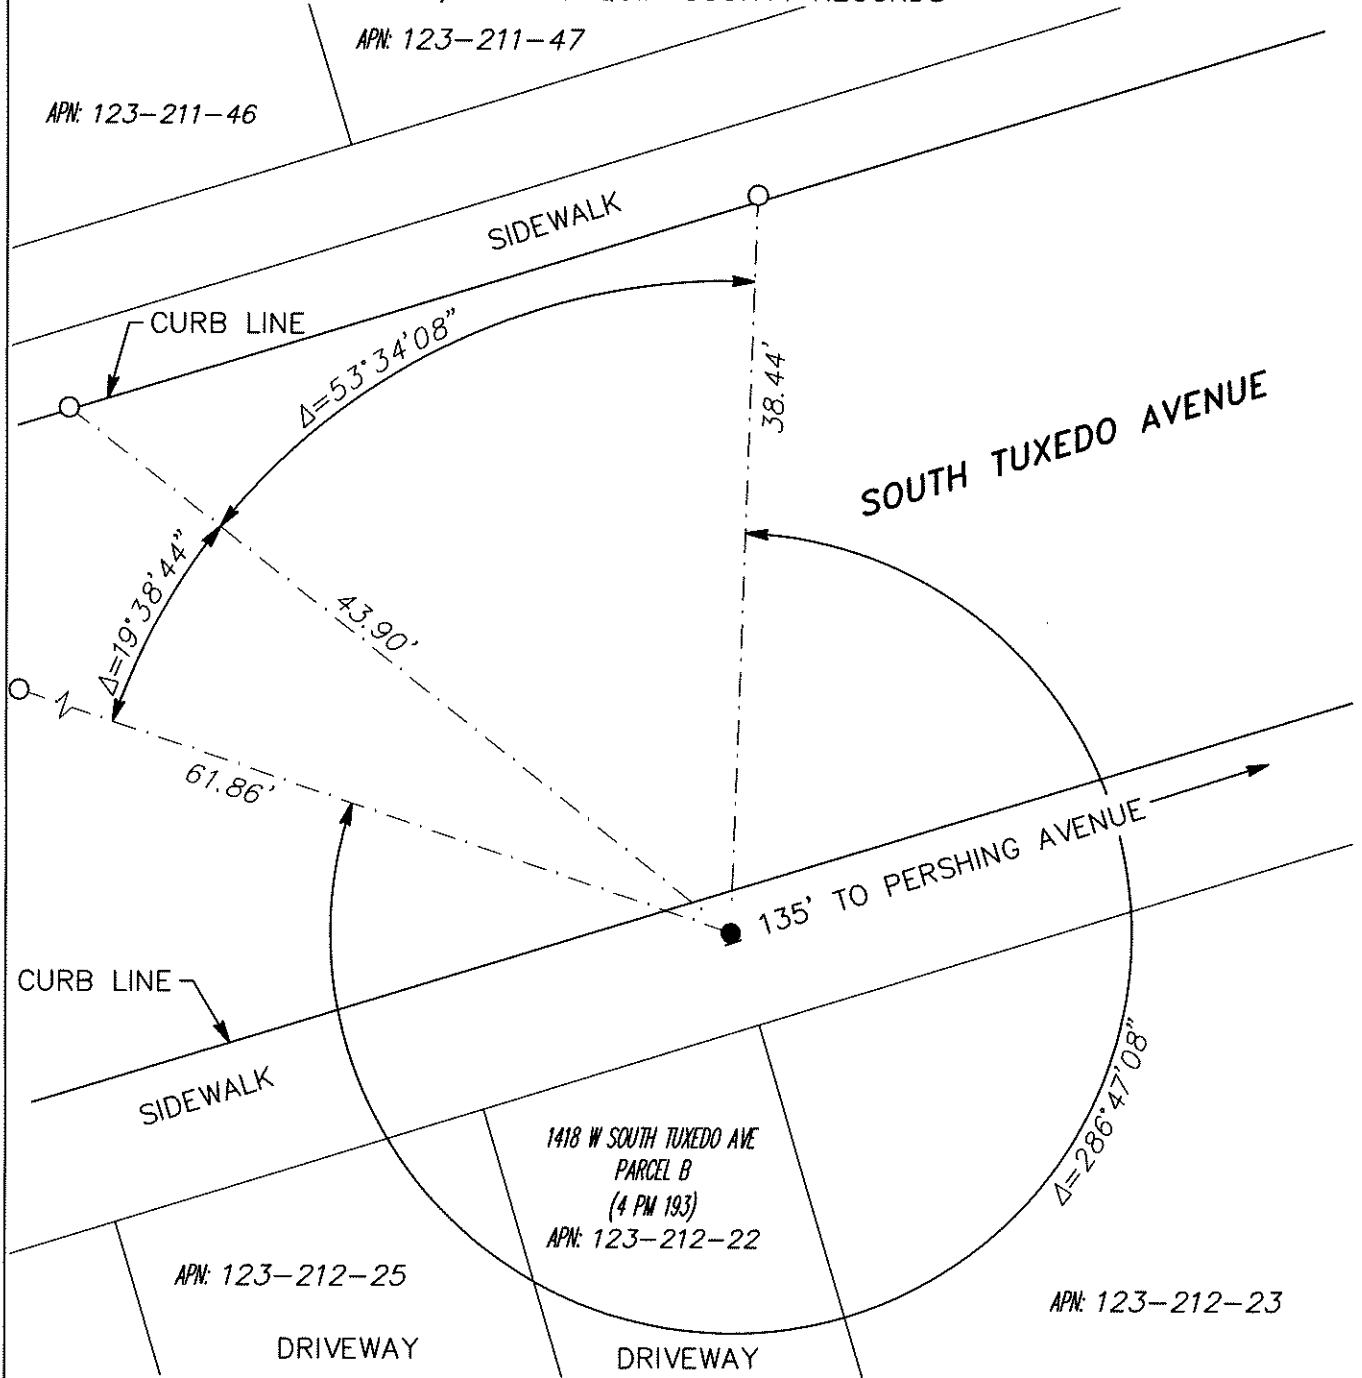 COUNTY RECORDS
APN: 123-211-47
APN: 123-211-46
SIDEWALK
CURB LINE
Δ=53°34'08"
38.44'
SOUTH TUXEDO AVENUE
Δ=19°38'44"
43.90'
61.86'
135' TO PERSHING AVENUE
CURB LINE
SIDEWALK
Δ=286°47'08"
1418 W SOUTH TUXEDO AVE
PARCEL B
(4 PM 193)
APN: 123-212-22
APN: 123-212-25
APN: 123-212-23
DRIVEWAY
DRIVEWAY